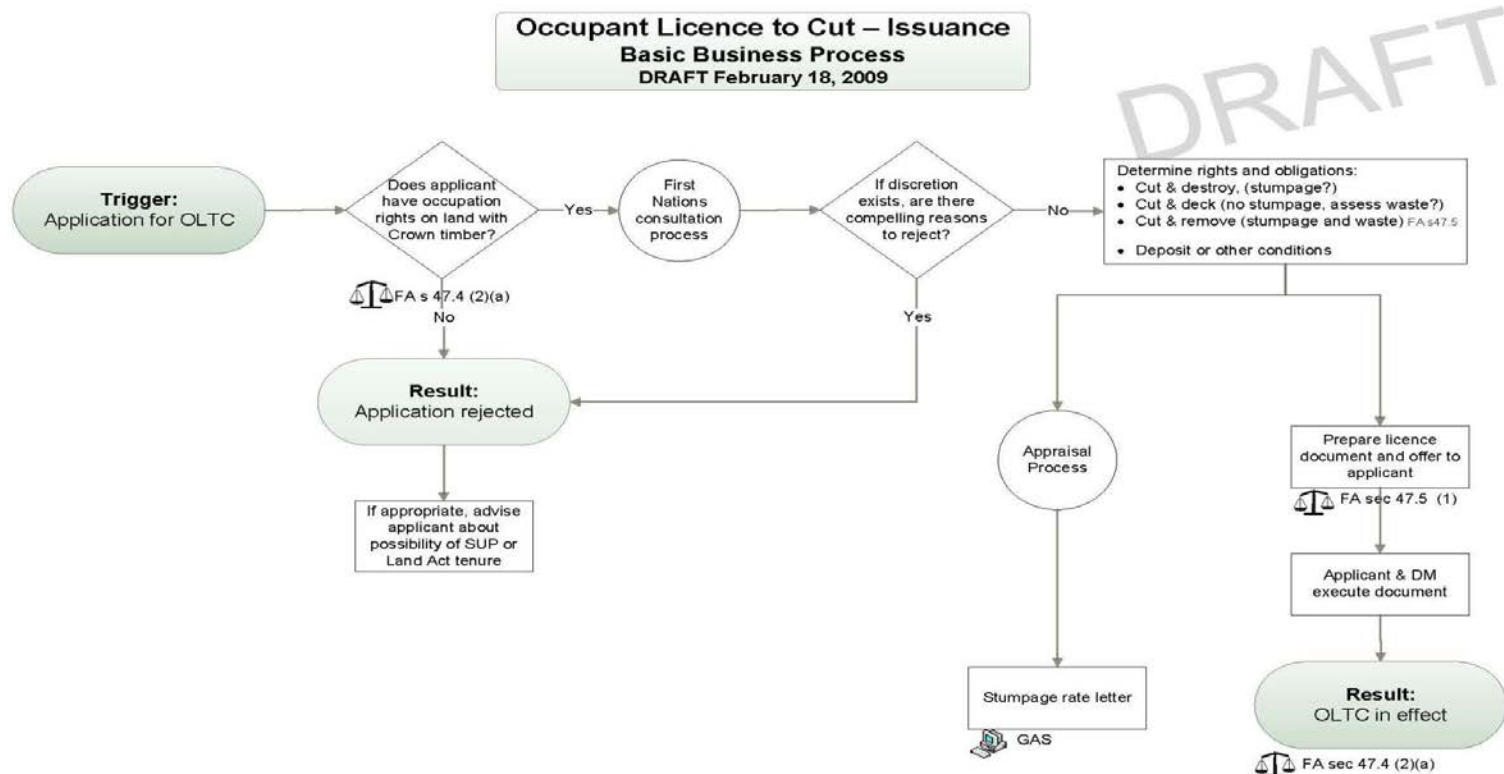 Occupant Licence to Cut – Issuance
Basic Business Process
DRAFT February 18, 2009
DRAFT
Trigger:
Application for OLTC
Does applicant
have occupation
rights on land with
Crown timber?
Yes
First
Nations
consultation
process
If discretion
exists, are there
compelling reasons
to reject?
No
Determine rights and obligations:
• Cut & destroy, (stumpage?)
• Cut & deck (no stumpage, assess waste?)
• Cut & remove (stumpage and waste) FA s47.5
• Deposit or other conditions
FA s 47.4 (2)(a)
No
Yes
Result:
Application rejected
If appropriate, advise
applicant about
possibility of SUP or
Land Act tenure
Appraisal
Process
Stumpage rate letter
GAS
Prepare licence
document and offer to
applicant
FA sec 47.5 (1)
Applicant & DM
execute document
Result:
OLTC in effect
FA sec 47.4 (2)(a)